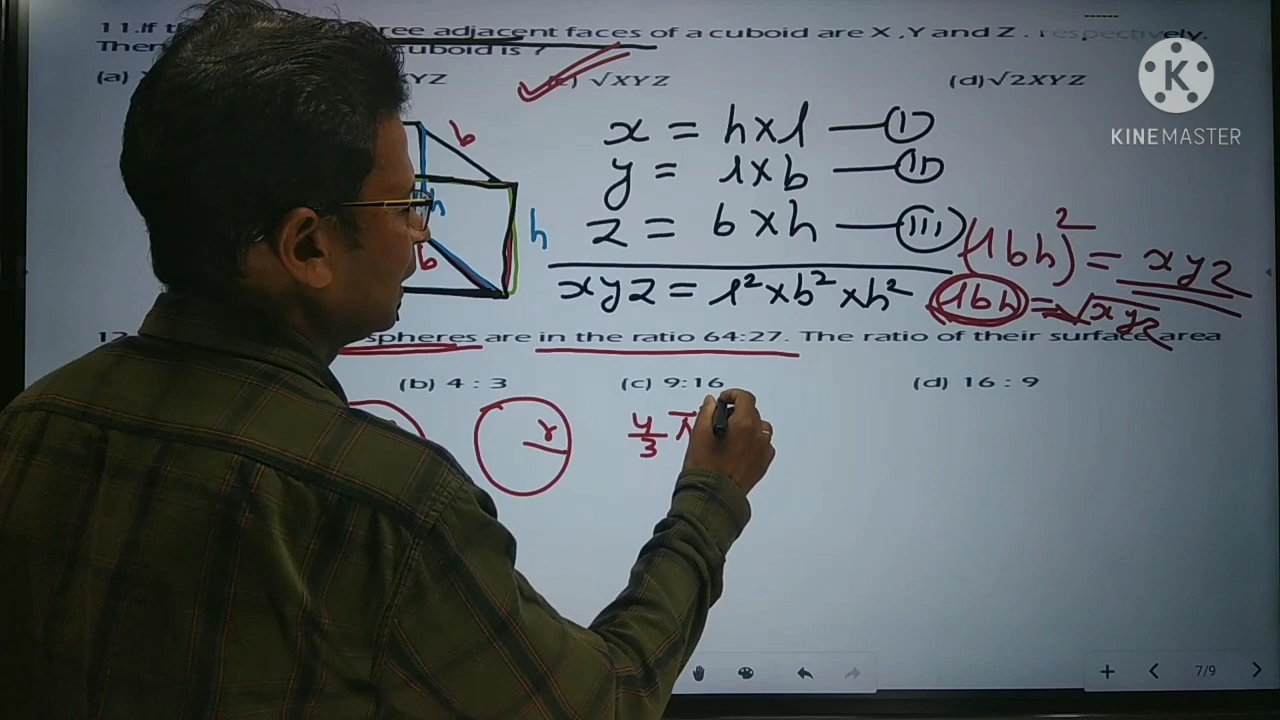 11.If ree adjacent faces of a cuboid are X ,Y and Z . respectively.
Then cuboid is ?
(a) XYZ (c) √XYZ (d)√2XYZ
K
KINEMASTER
b
h
h
b
x = h×l — I
y = l×b — II
z = b×h — III
xyz = l²×b²×h²
(lbh)² = xyz
(lbh) = √xyz
12 spheres are in the ratio 64:27. The ratio of their surface area
(b) 4 : 3 (c) 9:16 (d) 16 : 9
r
4/3 π
+ < 7/9 >